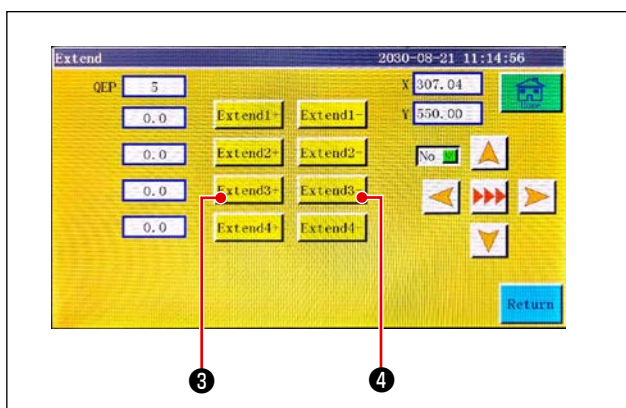 Extend 2030-08-21 11:14:56
QEP 5 X 307.04 Home
0.0 Extend1+ Extend1- Y 550.00
0.0 Extend2+ Extend2- No
0.0 Extend3+ Extend3-
0.0 Extend4+ Extend4-
Return
❸ ❹